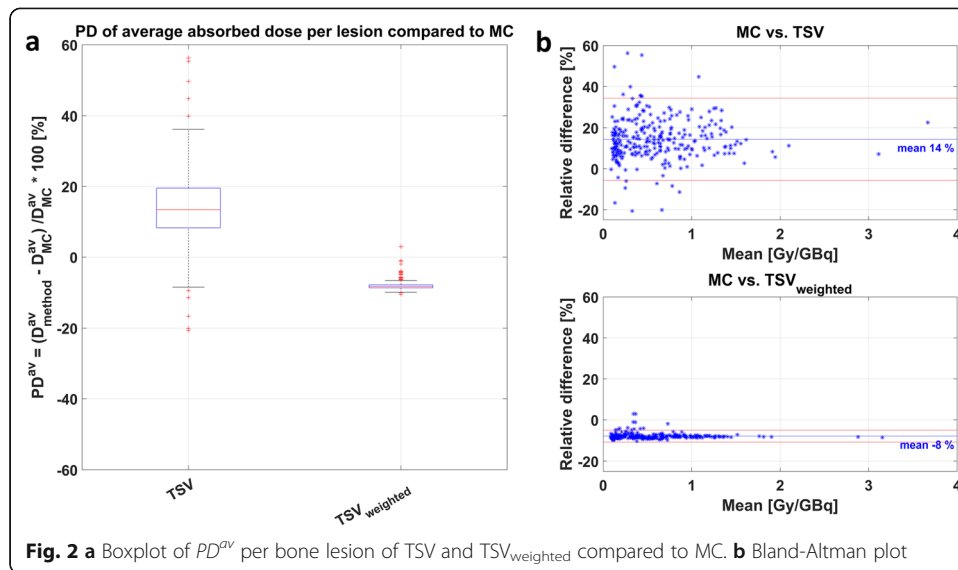 a
PD of average absorbed dose per lesion compared to MC
PD^av = (D^av_method - D^av_MC) /D^av_MC * 100 [%]
60
40
20
0
-20
-40
-60
TSV
TSV weighted
b
MC vs. TSV
Relative difference [%]
60
40
20
0
-20
mean 14 %
0 1 2 3 4
Mean [Gy/GBq]
MC vs. TSV_weighted
Relative difference [%]
60
40
20
0
-20
mean -8 %
0 1 2 3 4
Mean [Gy/GBq]
Fig. 2 a Boxplot of PD^av per bone lesion of TSV and TSV_weighted compared to MC. b Bland-Altman plot